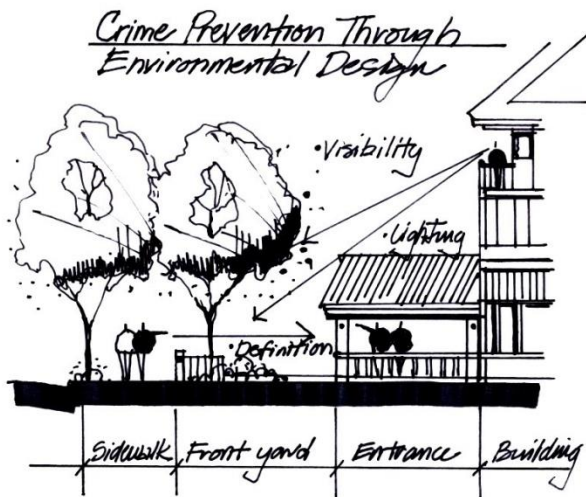 Crime Prevention Through
Environmental Design
•Visibility
•Lighting
•Definition
Sidewalk
Front yard
Entrance
Building